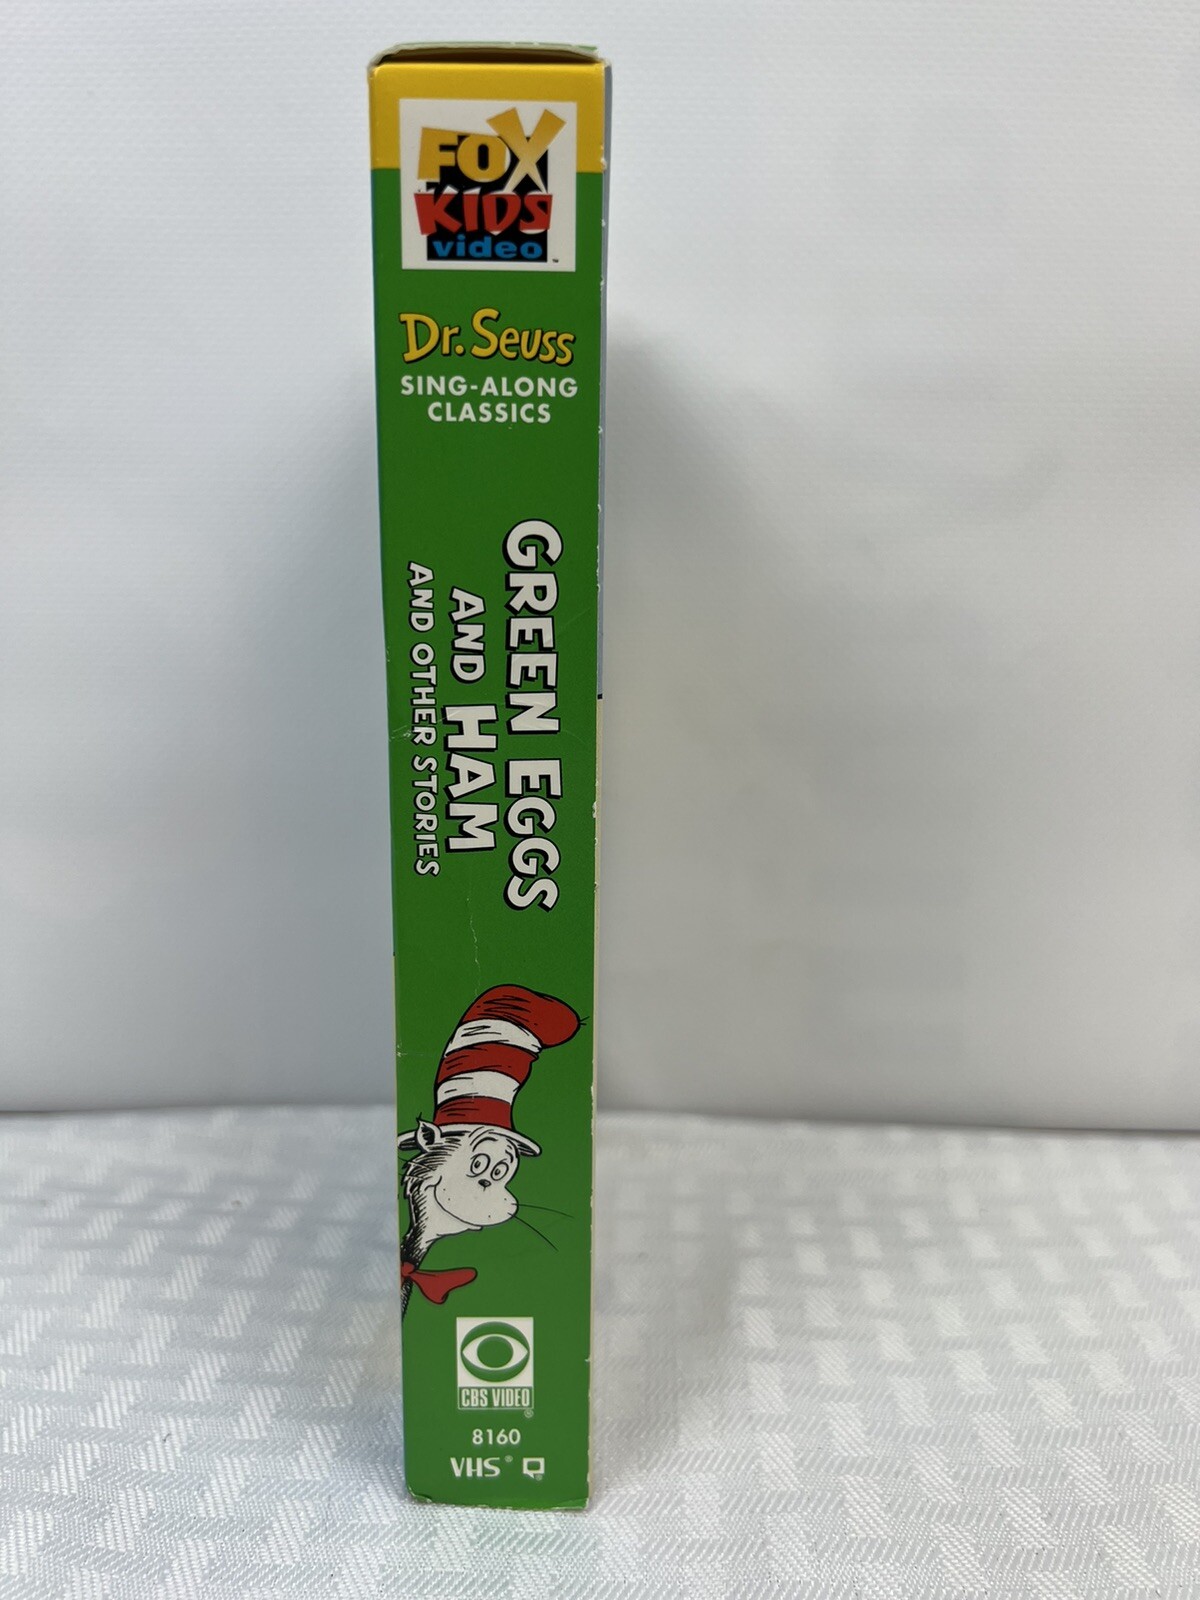 FOX
KIDS
video ™
Dr. Seuss
SING-ALONG
CLASSICS
GREEN EGGS
AND HAM
AND OTHER STORIES
CBS VIDEO ®
8160
VHS ®